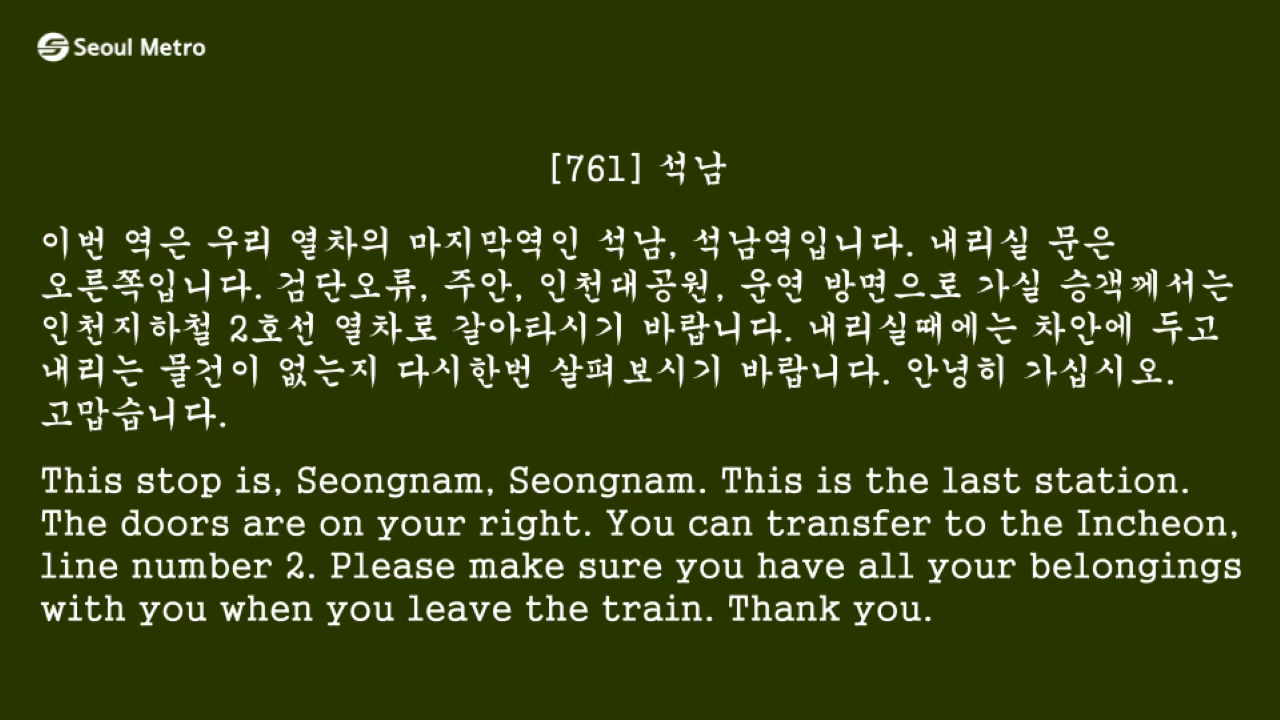 Seoul Metro
[761] 석남
이번 역은 우리 열차의 마지막역인 석남, 석남역입니다. 내리실 문은
오른쪽입니다. 검단오류, 주안, 인천대공원, 운연 방면으로 가실 승객께서는
인천지하철 2호선 열차로 갈아타시기 바랍니다. 내리실때에는 차안에 두고
내리는 물건이 없는지 다시한번 살펴보시기 바랍니다. 안녕히 가십시오.
고맙습니다.
This stop is, Seongnam, Seongnam. This is the last station.
The doors are on your right. You can transfer to the Incheon,
line number 2. Please make sure you have all your belongings
with you when you leave the train. Thank you.